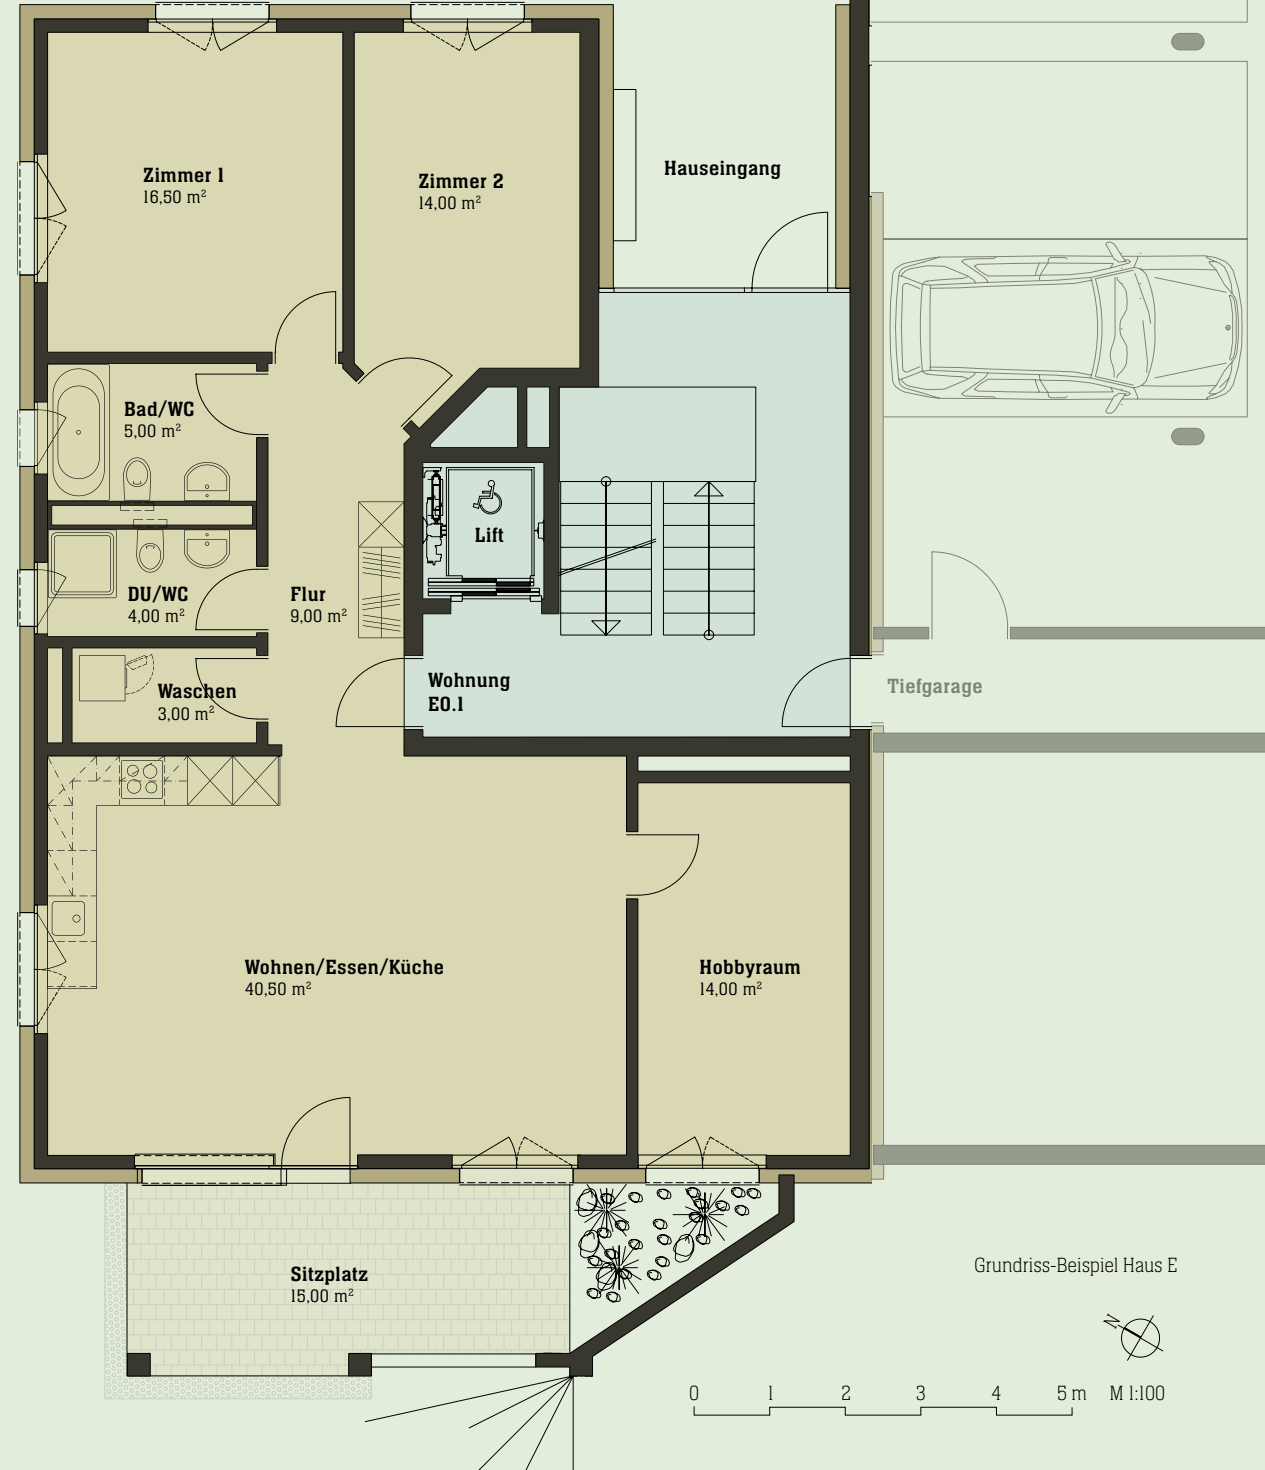 Zimmer 1
16,50 m²
Zimmer 2
14,00 m²
Hauseingang
Bad/WC
5,00 m²
Lift
DU/WC
4,00 m²
Flur
9,00 m²
Waschen
3,00 m²
Wohnung
E0.1
Tiefgarage
Wohnen/Essen/Küche
40,50 m²
Hobbyraum
14,00 m²
Sitzplatz
15,00 m²
Grundriss-Beispiel Haus E
N
0 1 2 3 4 5 m M 1:100